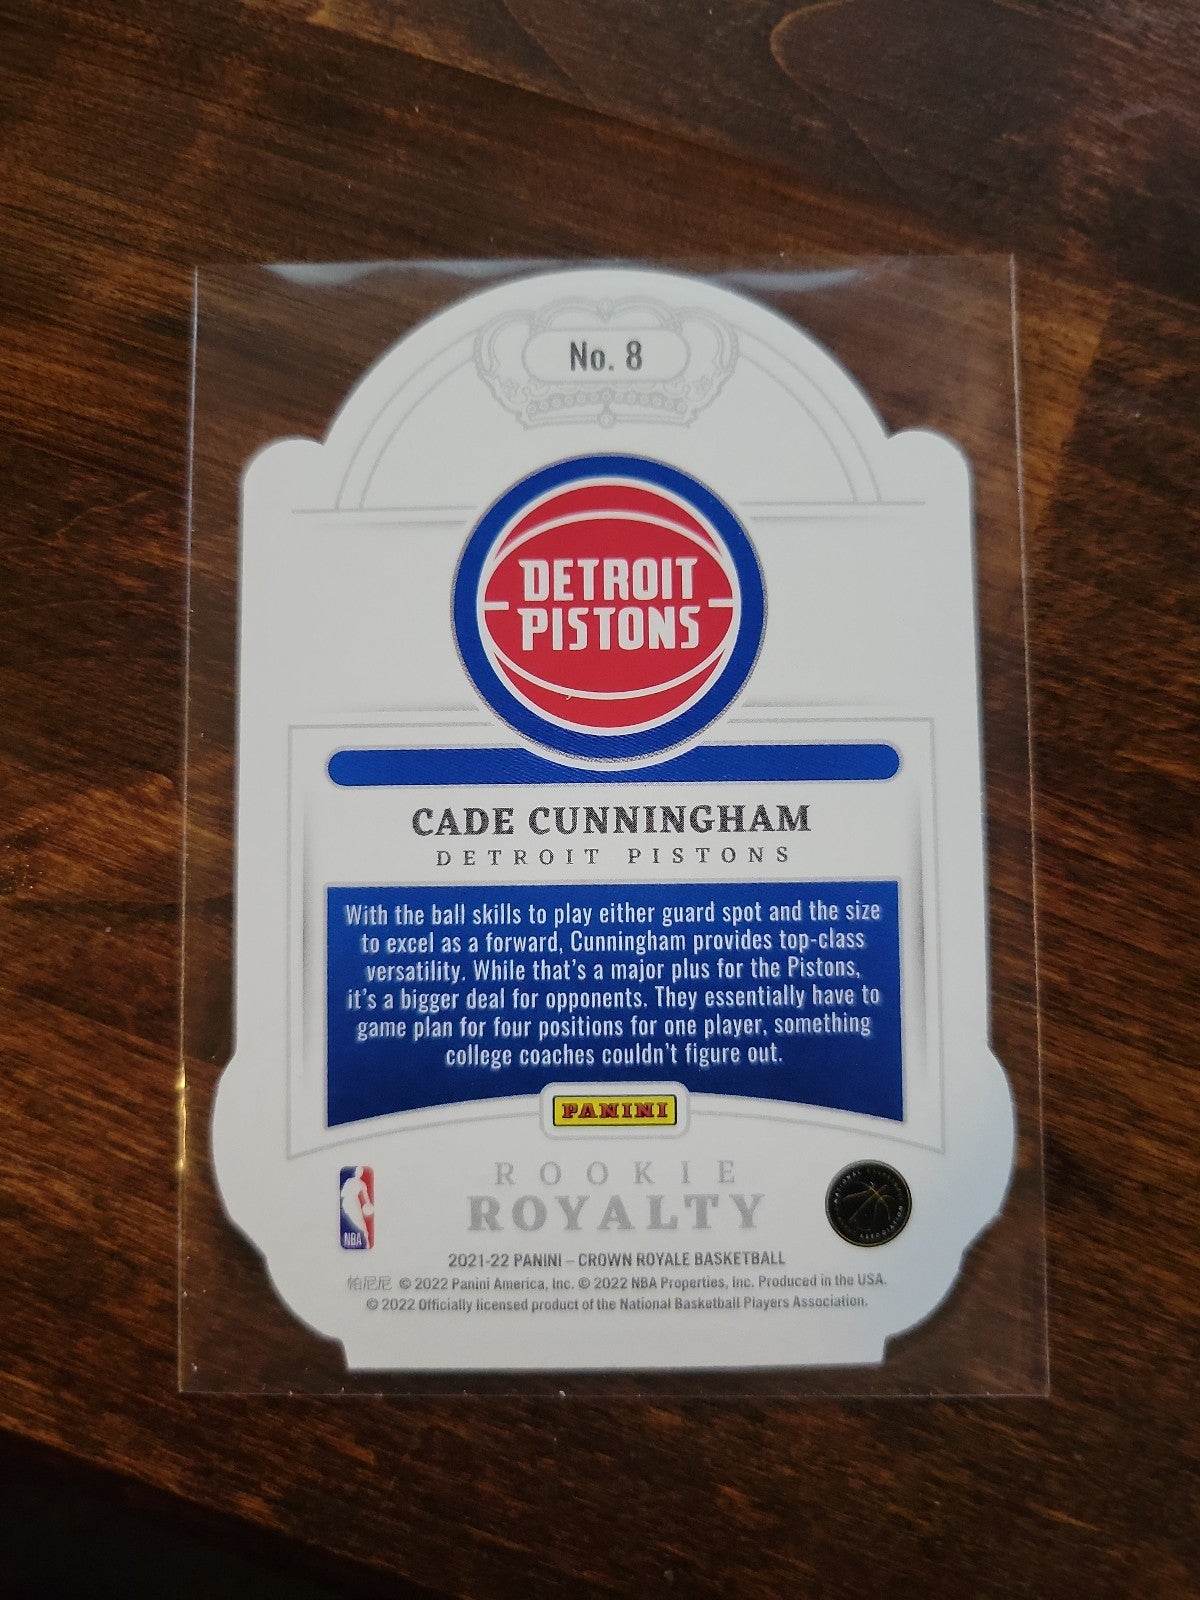 No. 8
DETROIT
PISTONS
CADE CUNNINGHAM
DETROIT PISTONS
With the ball skills to play either guard spot and the size
to excel as a forward, Cunningham provides top-class
versatility. While that's a major plus for the Pistons,
it's a bigger deal for opponents. They essentially have to
game plan for four positions for one player, something
college coaches couldn't figure out.
PANINI
ROOKIE
ROYALTY
NBA
2021-22 PANINI – CROWN ROYALE BASKETBALL
帕尼尼 © 2022 Panini America, Inc. © 2022 NBA Properties, Inc. Produced in the USA.
© 2022 Officially licensed product of the National Basketball Players Association.